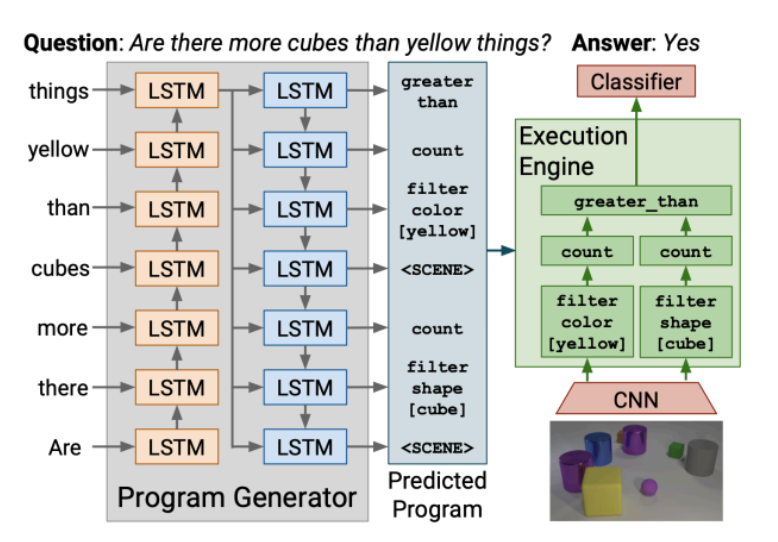 Question: Are there more cubes than yellow things? Answer: Yes
things LSTM LSTM greater than
yellow LSTM LSTM count
than LSTM LSTM filter color [yellow]
cubes LSTM LSTM <SCENE>
more LSTM LSTM count
there LSTM LSTM filter shape [cube]
Are LSTM LSTM <SCENE>
Program Generator
Predicted
Program
Classifier
Execution
Engine
greater_than
count count
filter filter
color shape
[yellow] [cube]
CNN